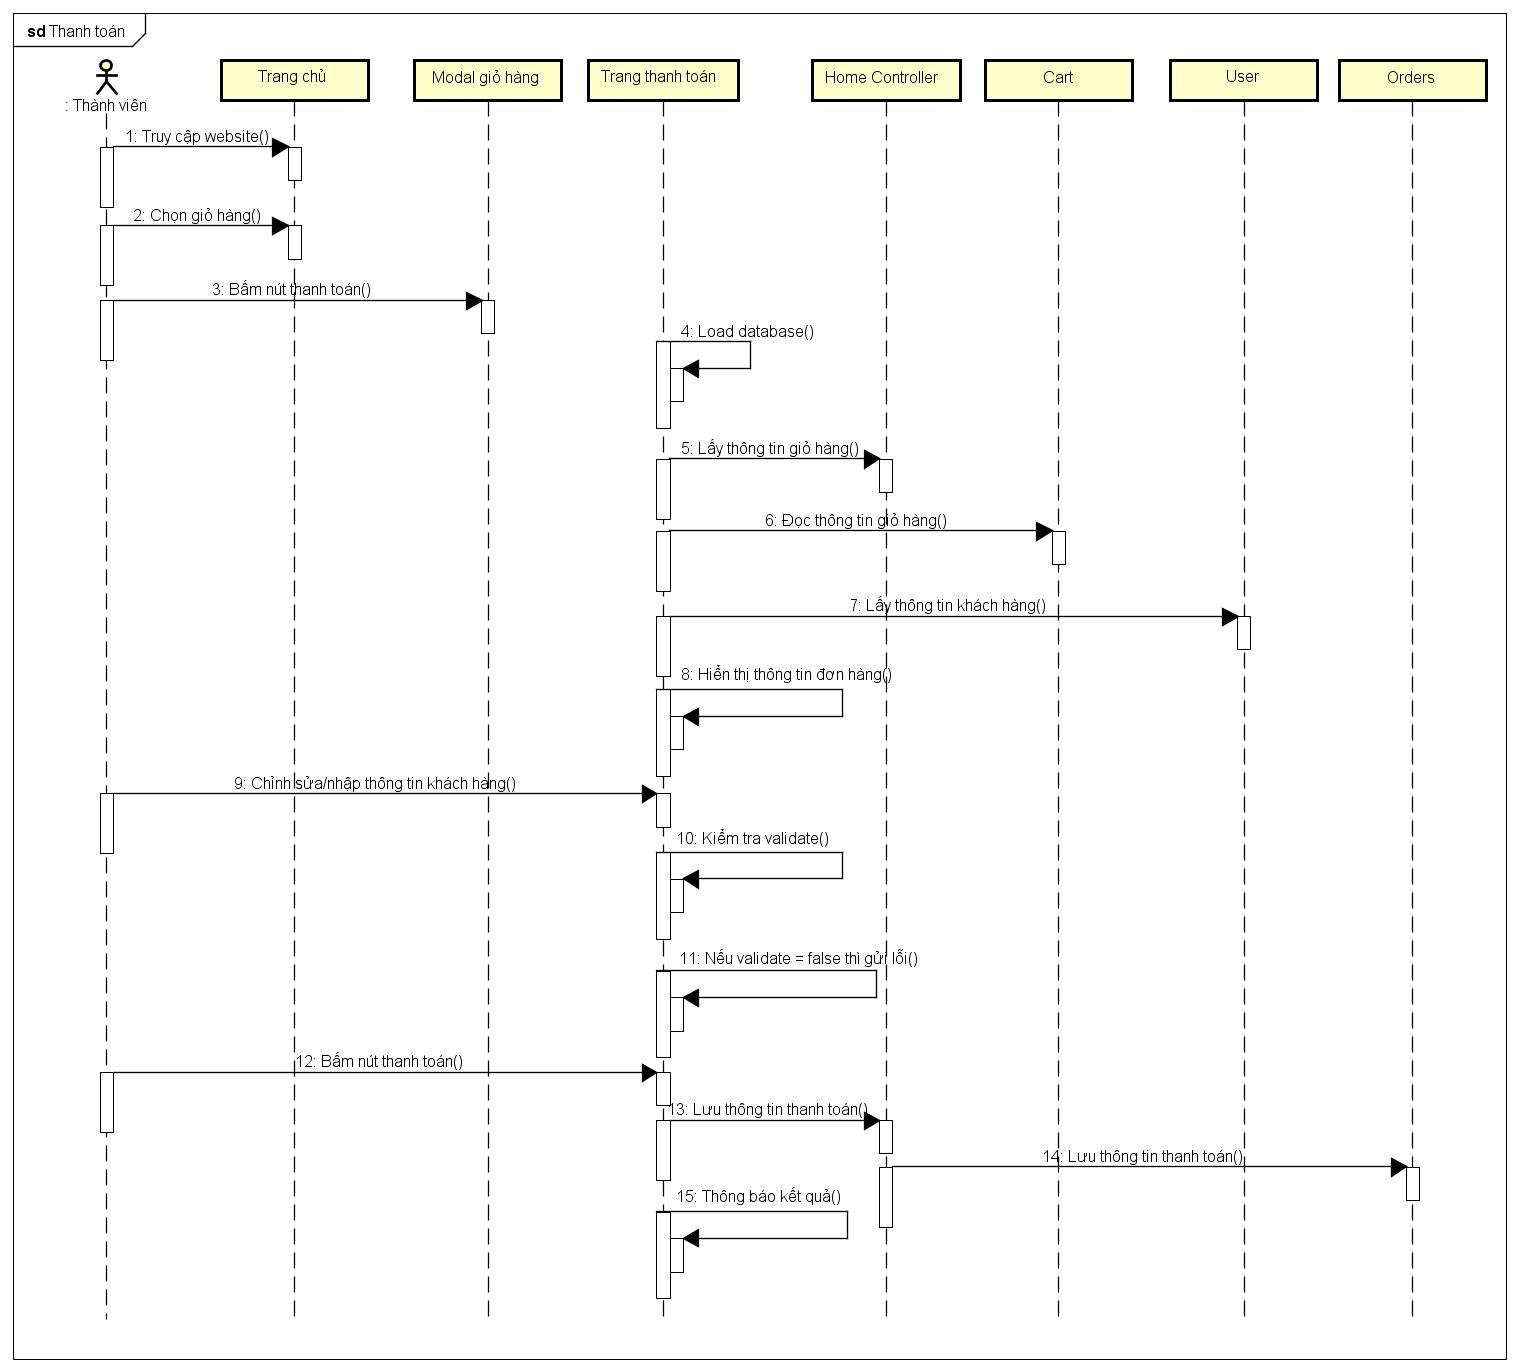 sd Thanh toán
: Thành viên
Trang chủ
Modal giỏ hàng
Trang thanh toán
Home Controller
Cart
User
Orders
1: Truy cập website()
2: Chọn giỏ hàng()
3: Bấm nút thanh toán()
4: Load database()
5: Lấy thông tin giỏ hàng()
6: Đọc thông tin giỏ hàng()
7: Lấy thông tin khách hàng()
8: Hiển thị thông tin đơn hàng()
9: Chỉnh sửa/nhập thông tin khách hàng()
10: Kiểm tra validate()
11: Nếu validate = false thì gửi lỗi()
12: Bấm nút thanh toán()
13: Lưu thông tin thanh toán()
14: Lưu thông tin thanh toán()
15: Thông báo kết quả()